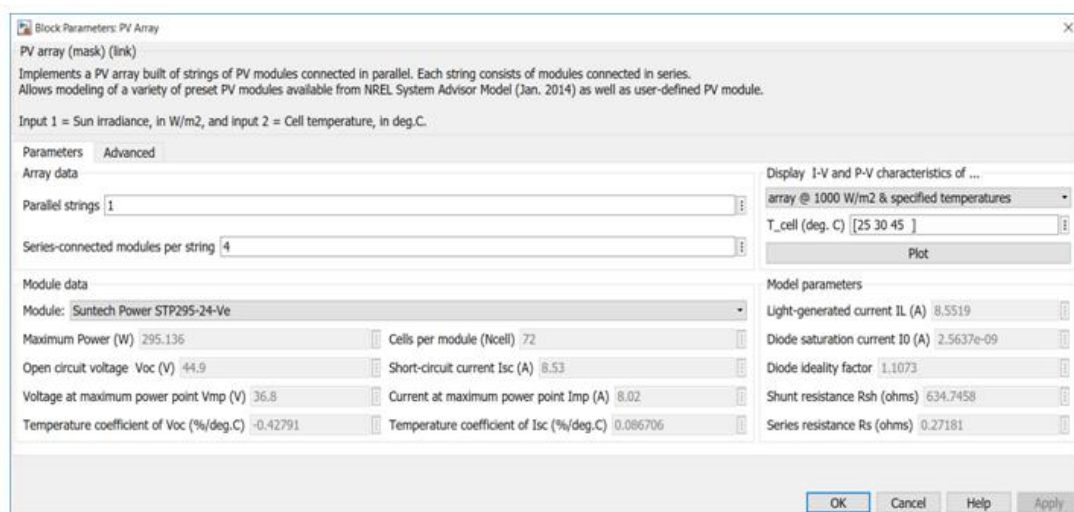 Block Parameters: PV Array
PV array (mask) (link)
Implements a PV array built of strings of PV modules connected in parallel. Each string consists of modules connected in series.
Allows modeling of a variety of preset PV modules available from NREL System Advisor Model (Jan. 2014) as well as user-defined PV module.
Input 1 = Sun irradiance, in W/m2, and input 2 = Cell temperature, in deg.C.
Parameters Advanced
Array data
Parallel strings 1
Series-connected modules per string 4
Display I-V and P-V characteristics of ...
array @ 1000 W/m2 & specified temperatures
T_cell (deg. C) [25 30 45 ]
Plot
Module data
Module: Suntech Power STP295-24-Ve
Maximum Power (W) 295.136 Cells per module (Ncell) 72
Open circuit voltage Voc (V) 44.9 Short-circuit current Isc (A) 8.53
Voltage at maximum power point Vmp (V) 36.8 Current at maximum power point Imp (A) 8.02
Temperature coefficient of Voc (%/deg.C) -0.42791 Temperature coefficient of Isc (%/deg.C) 0.086706
Model parameters
Light-generated current IL (A) 8.5519
Diode saturation current I0 (A) 2.5637e-09
Diode ideality factor 1.1073
Shunt resistance Rsh (ohms) 634.7458
Series resistance Rs (ohms) 0.27181
OK Cancel Help Apply